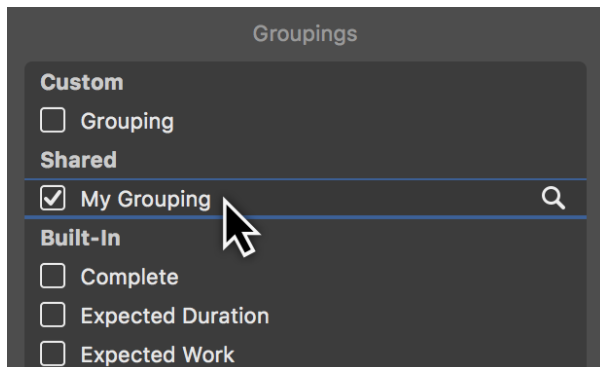 Groupings
Custom
Grouping
Shared
My Grouping
Built-In
Complete
Expected Duration
Expected Work